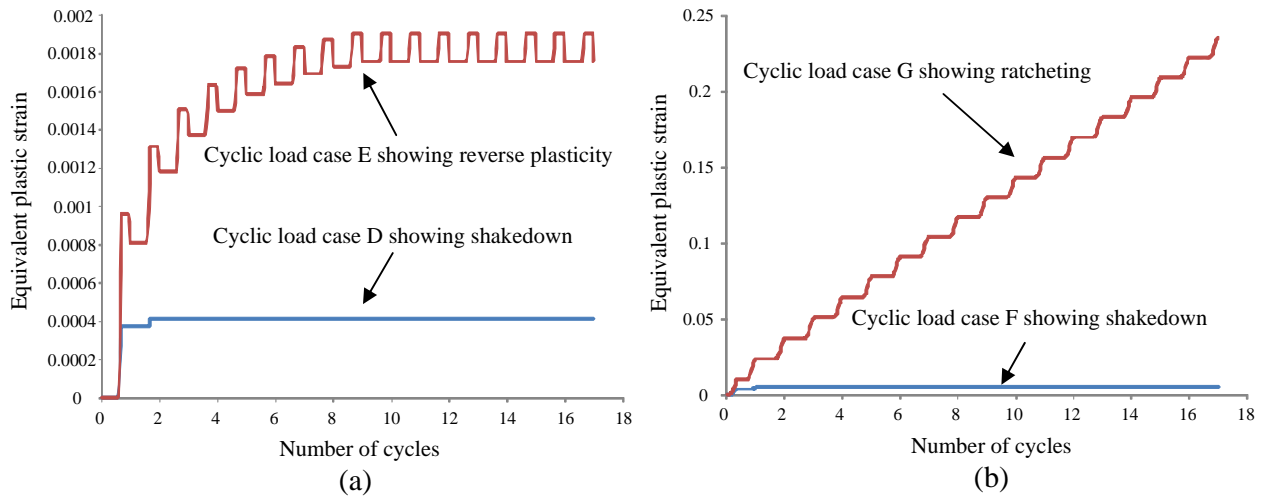 0.002
0.0018
0.0016
0.0014
0.0012
0.001
0.0008
0.0006
0.0004
0.0002
0
Equivalent plastic strain
Cyclic load case E showing reverse plasticity
Cyclic load case D showing shakedown
0 2 4 6 8 10 12 14 16 18
Number of cycles
(a)
0.25
0.2
0.15
0.1
0.05
0
Equivalent plastic strain
Cyclic load case G showing ratcheting
Cyclic load case F showing shakedown
0 2 4 6 8 10 12 14 16 18
Number of cycles
(b)